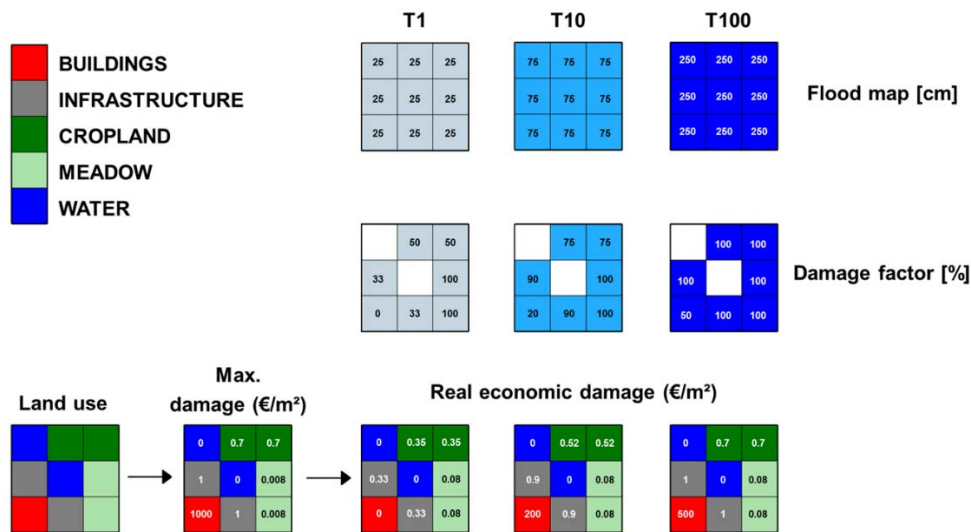 T1 T10 T100
BUILDINGS
INFRASTRUCTURE
CROPLAND
MEADOW
WATER
25 25 25 75 75 75 250 250 250
25 25 25 75 75 75 250 250 250 Flood map [cm]
25 25 25 75 75 75 250 250 250
50 50 75 75 100 100
33 100 90 100 100 100 Damage factor [%]
0 33 100 20 90 100 50 100 100
Land use
Max.
damage (€/m²)
Real economic damage (€/m²)
0 0.7 0.7 0 0.35 0.35 0 0.52 0.52 0 0.7 0.7
1 0 0.008 0.33 0 0.08 0.9 0 0.08 1 0 0.08
1000 1 0.008 0 0.33 0.08 200 0.9 0.08 500 1 0.08